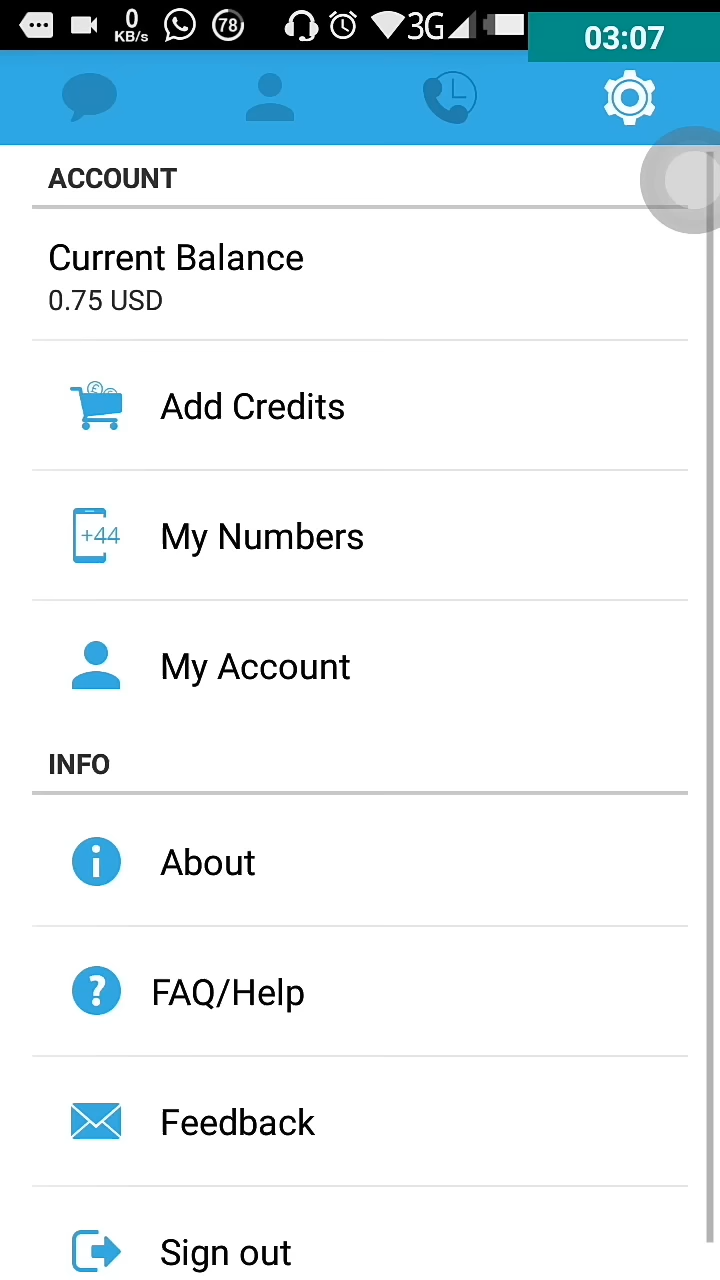 0
KB/s
78
3G
03:07
ACCOUNT
Current Balance
0.75 USD
Add Credits
+44
My Numbers
My Account
INFO
About
FAQ/Help
Feedback
Sign out